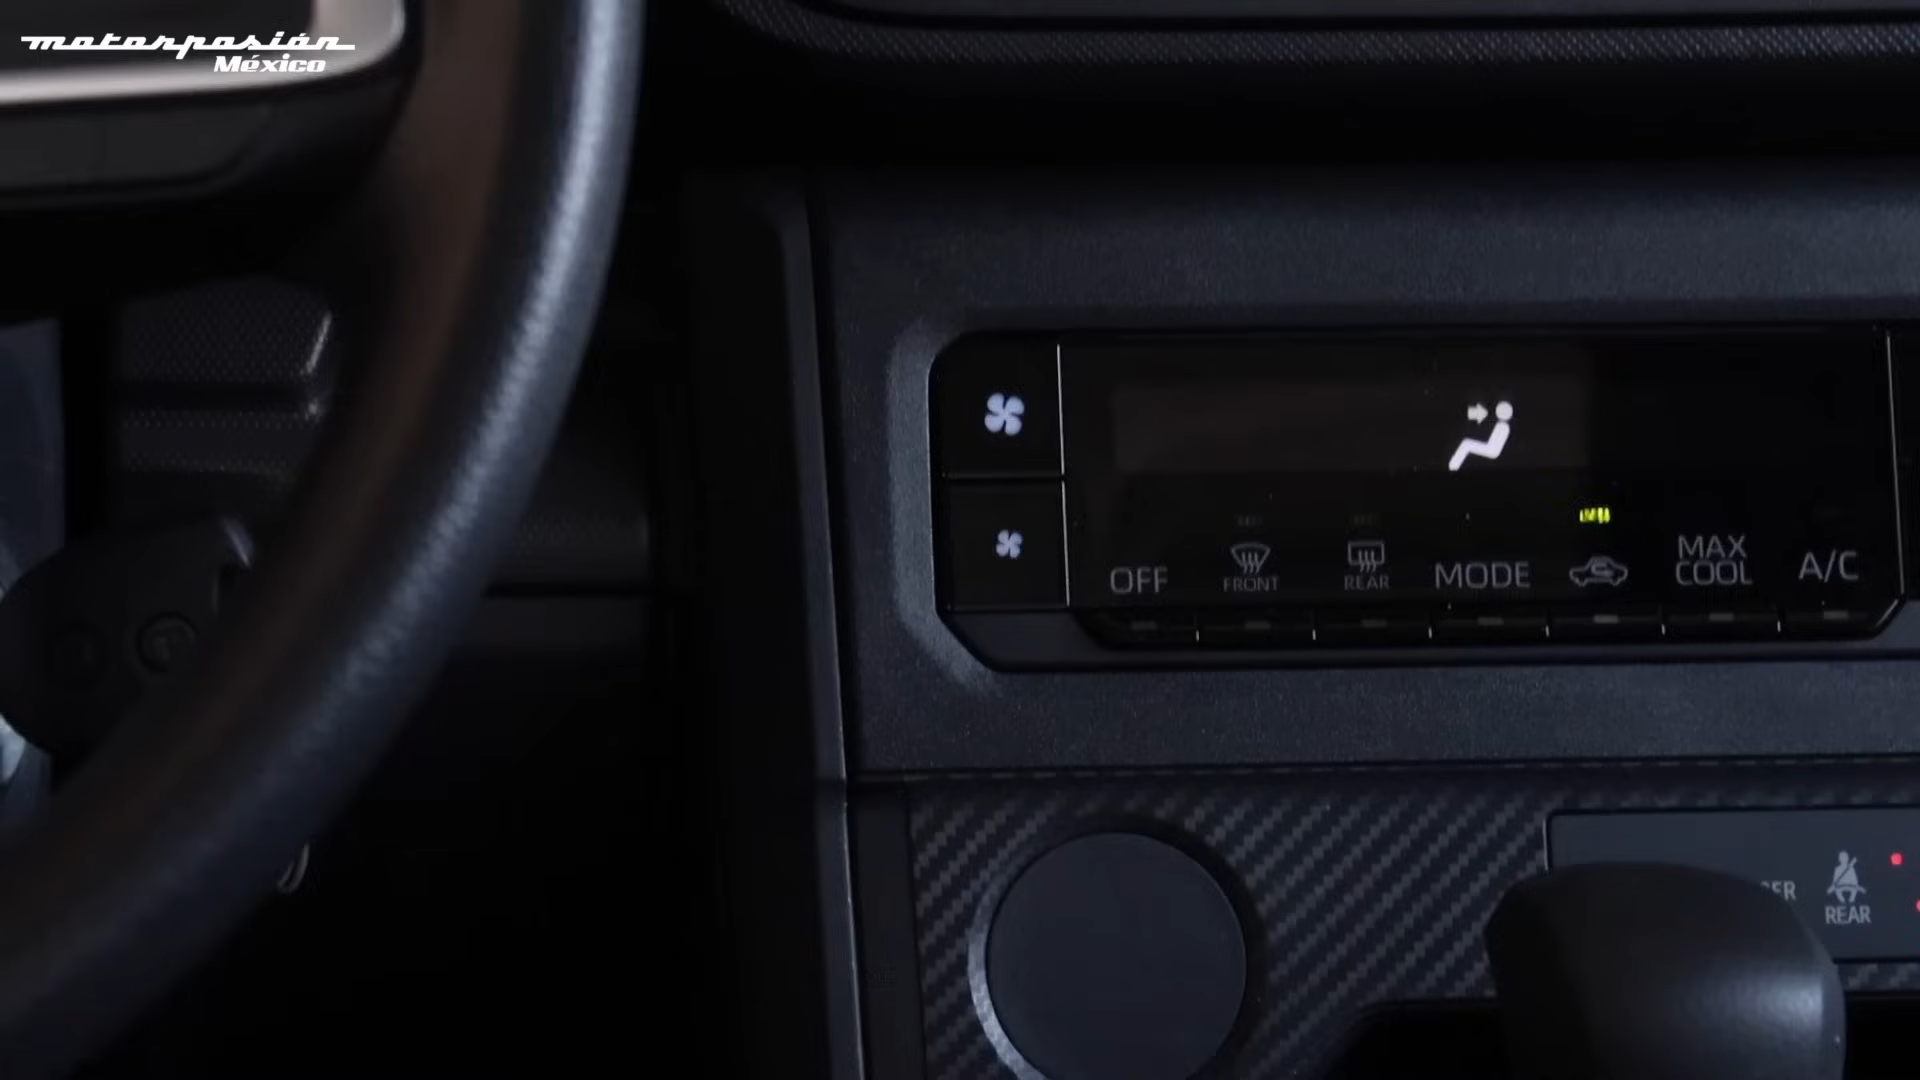 motorpasión
México
OFF
FRONT
REAR
MODE
MAX
COOL
A/C
REAR